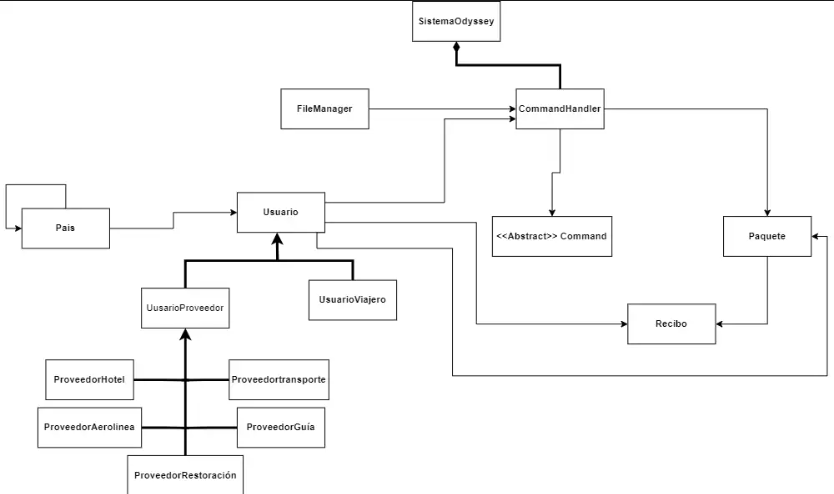 SistemaOdyssey
FileManager
CommandHandler
Pais
Usuario
<<Abstract>> Command
Paquete
UusarioProveedor
UsuarioViajero
Recibo
ProveedorHotel
Proveedortransporte
ProveedorAerolinea
ProveedorGuía
ProveedorRestoración